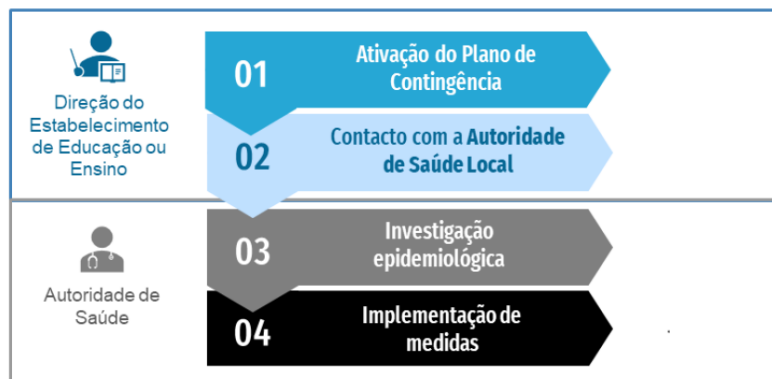 Direção do
Estabelecimento
de Educação ou
Ensino
01
Ativação do Plano de
Contingência
02
Contacto com a Autoridade
de Saúde Local
Autoridade de
Saúde
03
Investigação
epidemiológica
04
Implementação de
medidas